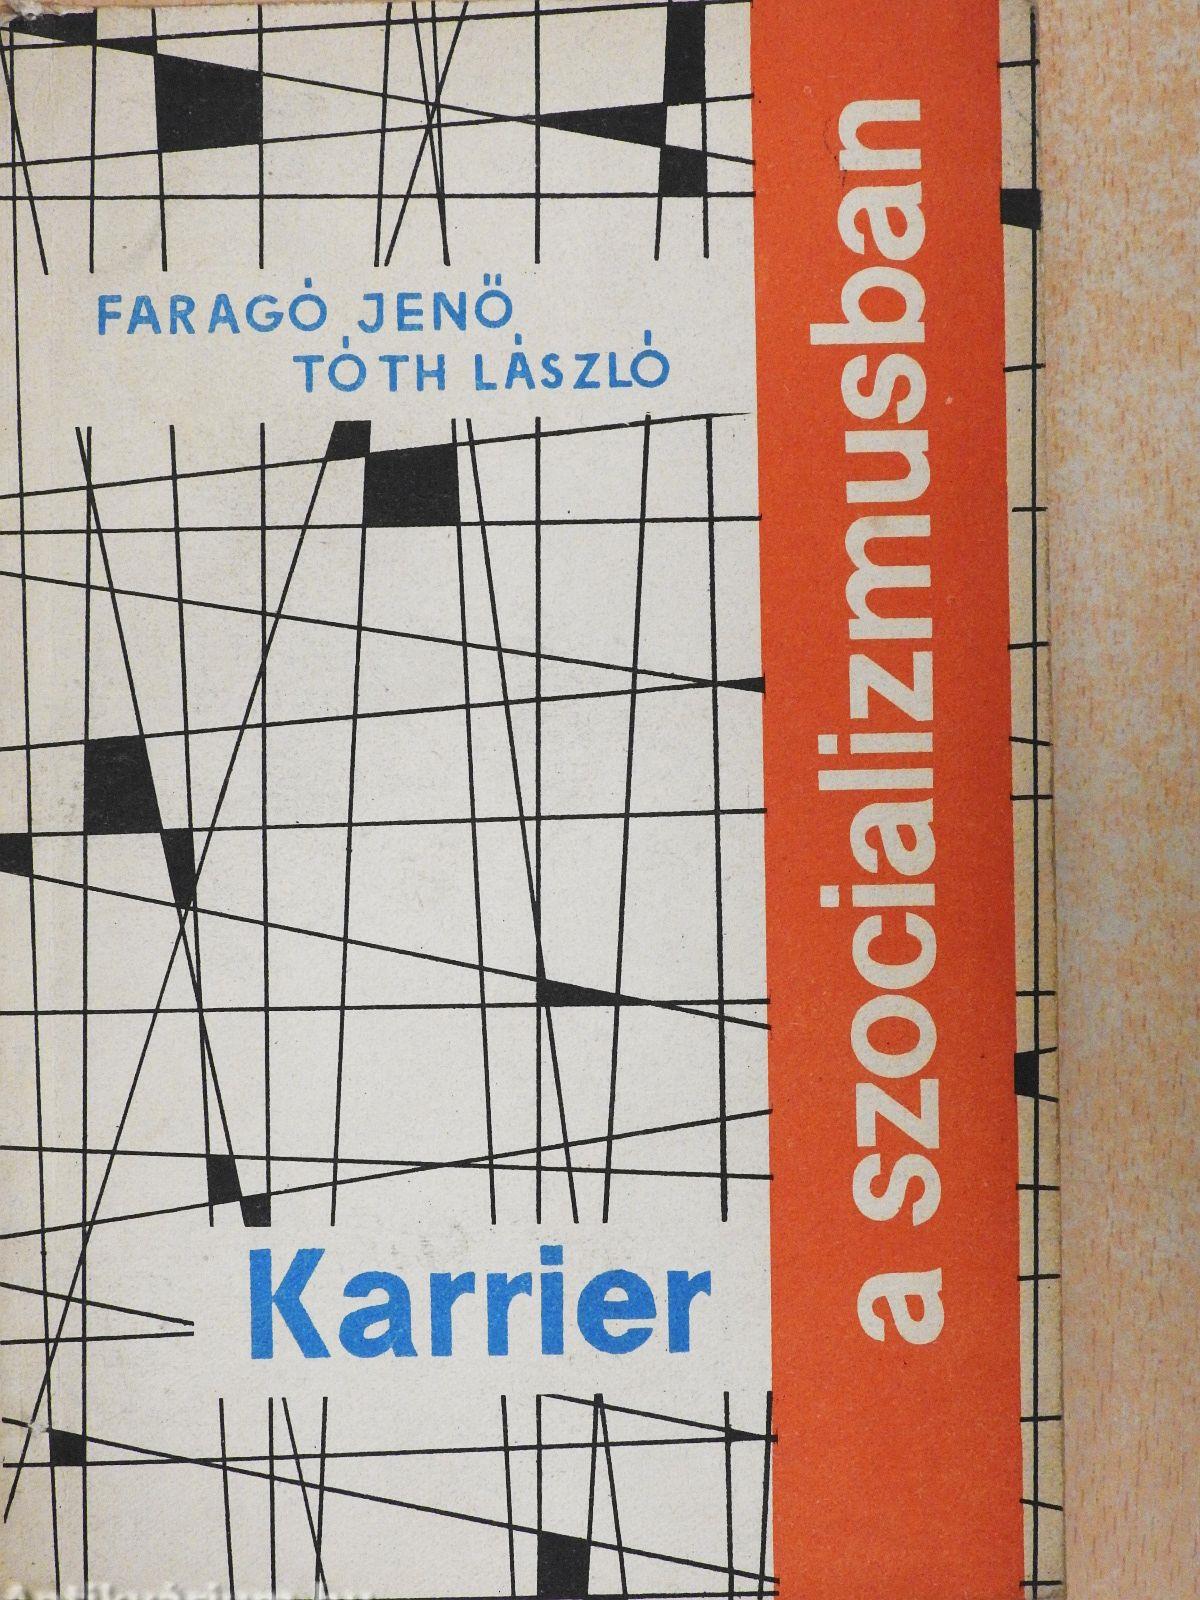 FARAGÓ JENŐ
TÓTH LÁSZLÓ
Karrier
a szocializmusban